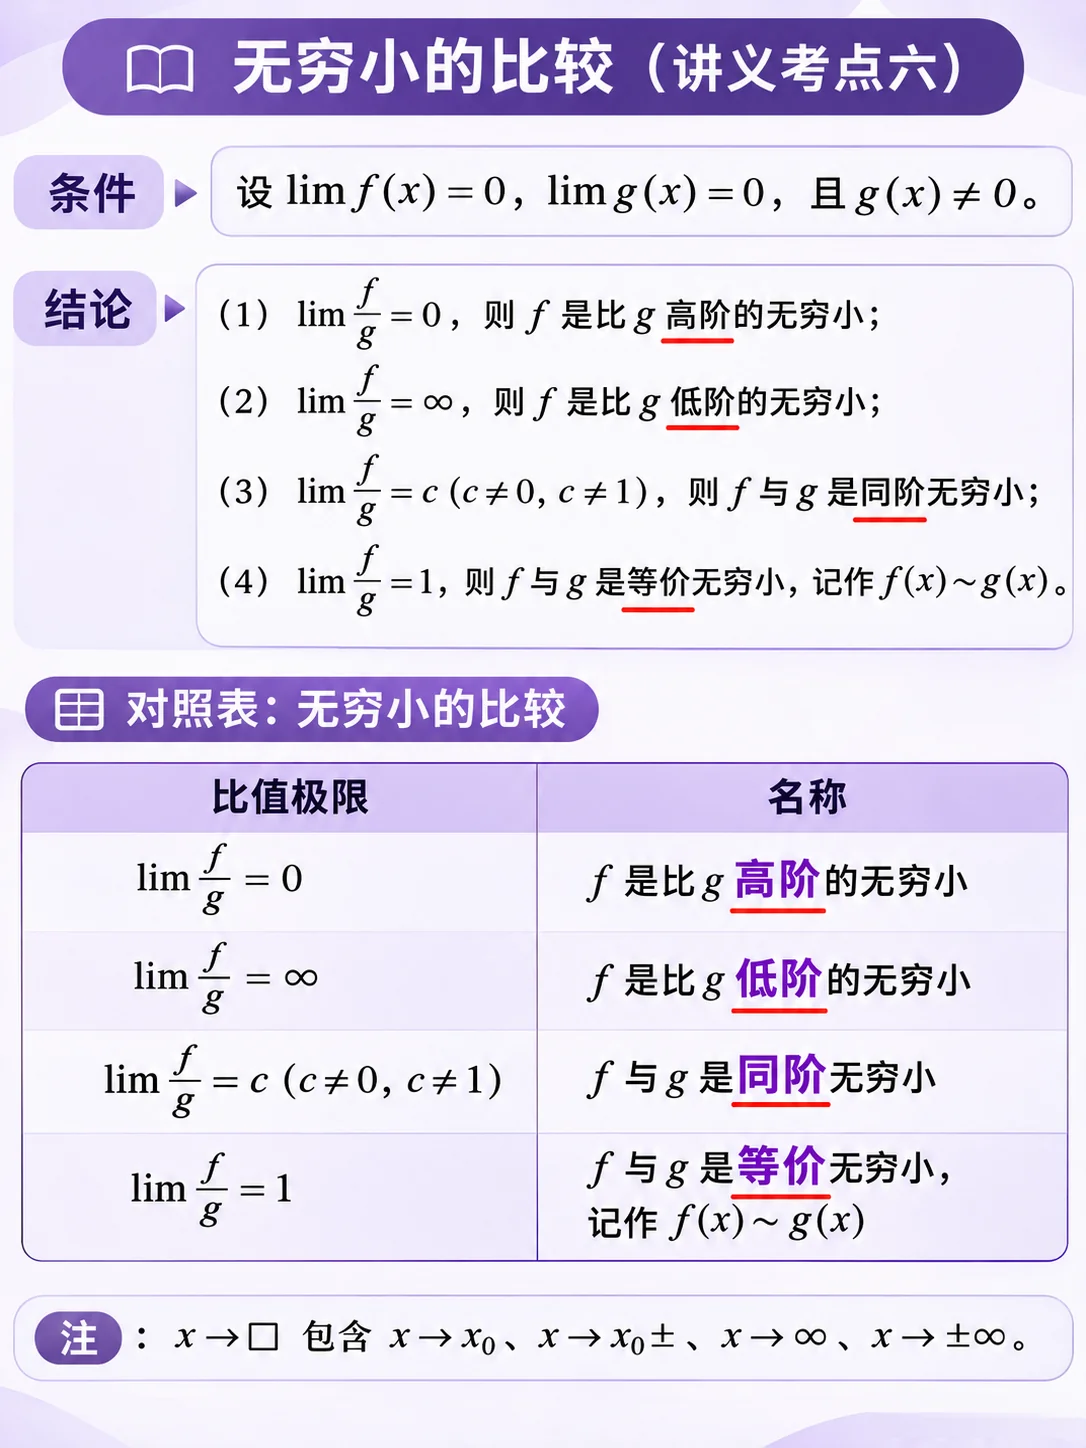 无穷小的比较（讲义考点六）
条件
设 lim f(x) = 0，lim g(x) = 0，且 g(x) ≠ 0。
结论
（1） lim f/g = 0，则 f 是比 g 高阶的无穷小；
（2） lim f/g = ∞，则 f 是比 g 低阶的无穷小；
（3） lim f/g = c (c ≠ 0, c ≠ 1)，则 f 与 g 是同阶无穷小；
（4） lim f/g = 1，则 f 与 g 是等价无穷小，记作 f(x) ~ g(x)。
对照表：无穷小的比较
比值极限 名称
lim f/g = 0 f 是比 g 高阶的无穷小
lim f/g = ∞ f 是比 g 低阶的无穷小
lim f/g = c (c ≠ 0, c ≠ 1) f 与 g 是同阶无穷小
lim f/g = 1 f 与 g 是等价无穷小，
记作 f(x) ~ g(x)
注：x → □ 包含 x → x₀、x → x₀±、x → ∞、x → ±∞。